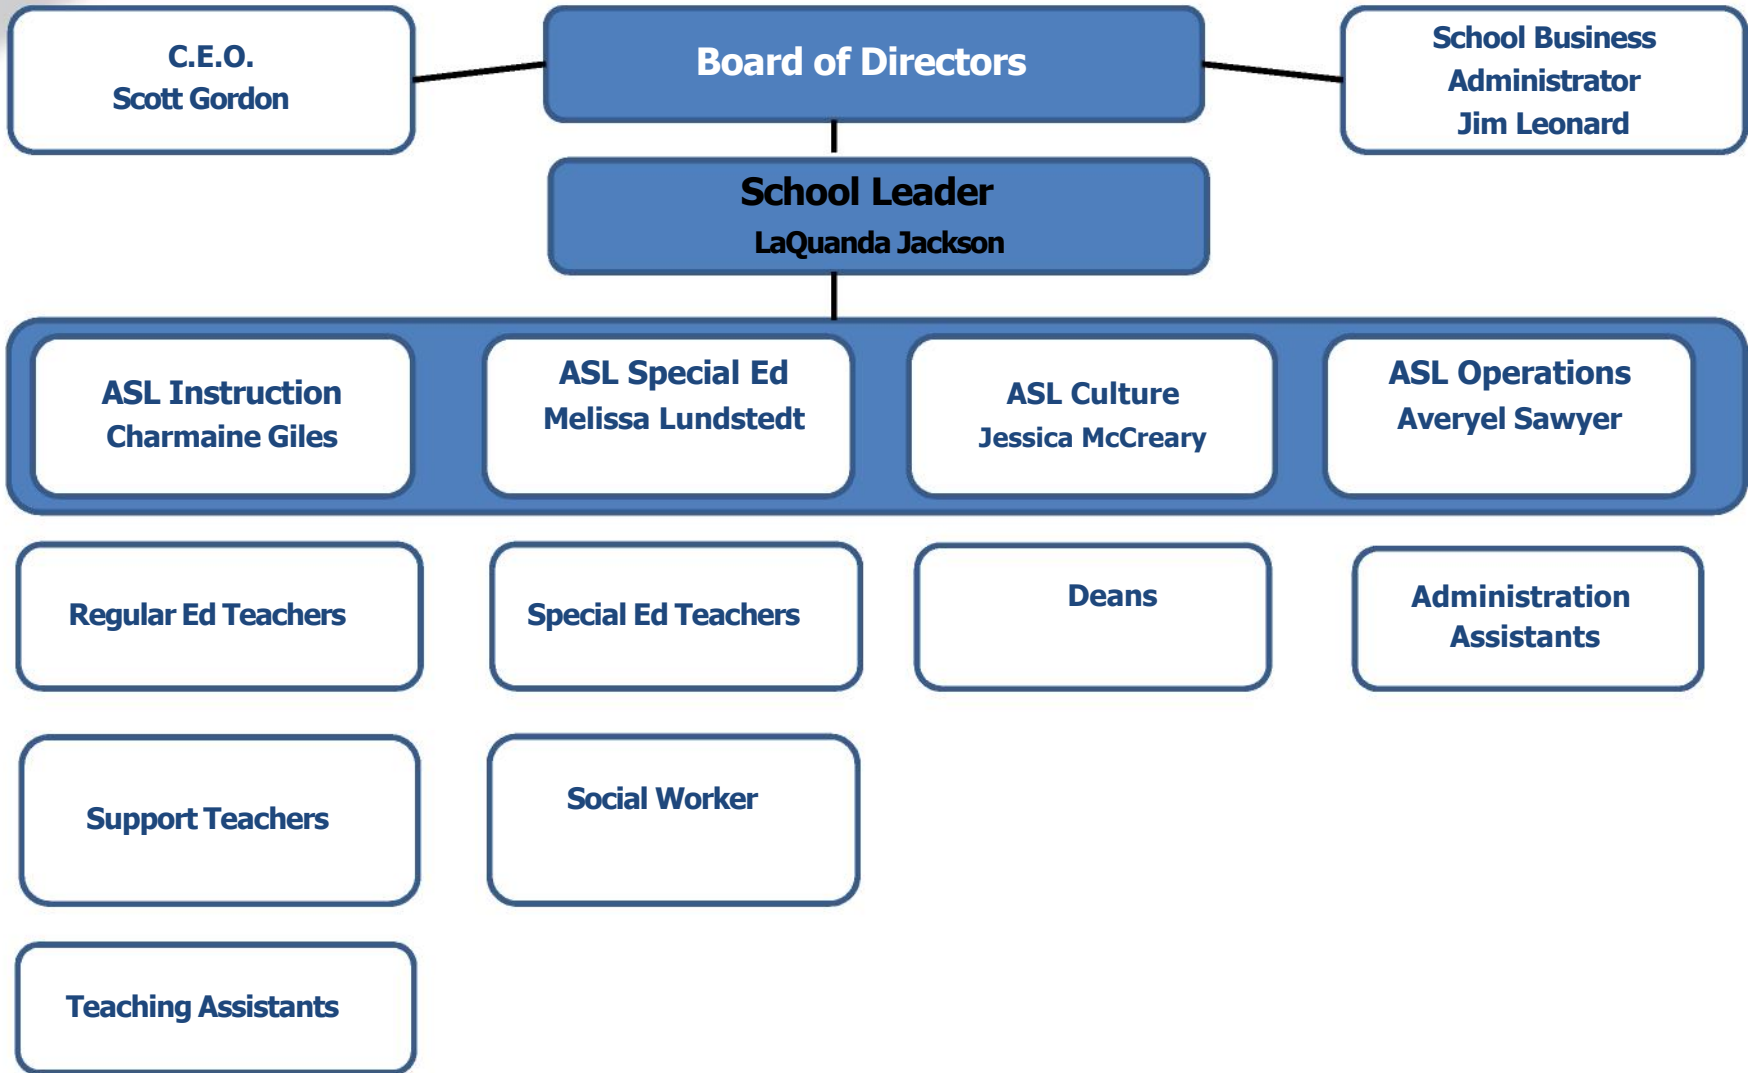 C.E.O.
Scott Gordon
Board of Directors
School Business
Administrator
Jim Leonard
School Leader
LaQuanda Jackson
ASL Instruction
Charmaine Giles
ASL Special Ed
Melissa Lundstedt
ASL Culture
Jessica McCreary
ASL Operations
Averyel Sawyer
Regular Ed Teachers
Special Ed Teachers
Deans
Administration
Assistants
Support Teachers
Social Worker
Teaching Assistants